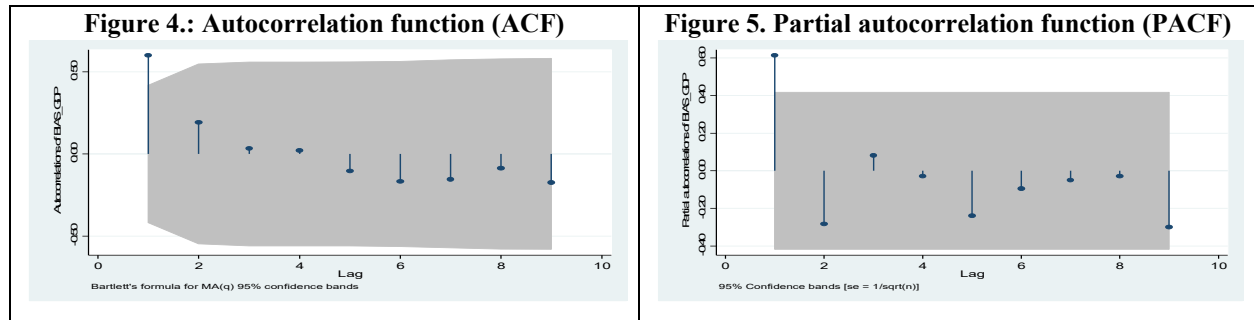 Figure 4.: Autocorrelation function (ACF)
Autocorrelations of BIAS_GDP
0.50
0.00
-0.50
0 2 4 6 8 10
Lag
Bartlett's formula for MA(q) 95% confidence bands
Figure 5. Partial autocorrelation function (PACF)
Partial autocorrelations of BIAS_GDP
0.60
0.40
0.20
0.00
-0.20
-0.40
0 2 4 6 8 10
Lag
95% Confidence bands [se = 1/sqrt(n)]